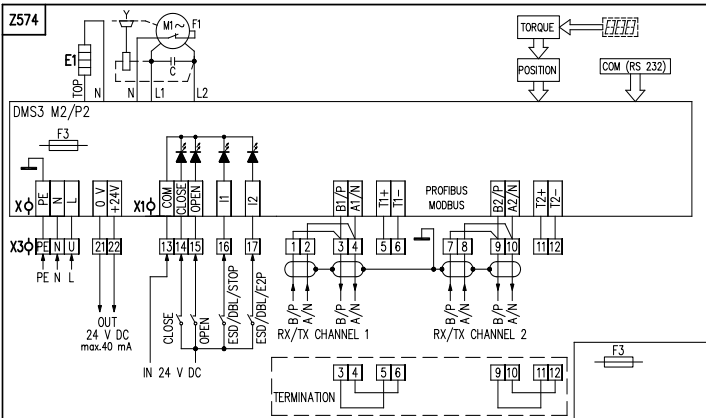 Z574
Y
M1~
F1
E1
C
TOP
N
N
L1
L2
TORQUE
POSITION
COM (RS 232)
DMS3 M2/P2
F3
X
PE
N
L
0 V
+24V
X1
COM
CLOSE
OPEN
I1
I2
B1/P
A1/N
T1+
T1-
PROFIBUS
MODBUS
B2/P
A2/N
T2+
T2-
X3
PE N U
21 22
13 14 15
16
17
1 2
3 4
5 6
7 8
9 10
11 12
PE N L
OUT
24 V DC
max.40 mA
CLOSE
OPEN
ESD/DBL/STOP
ESD/DBL/E2P
IN 24 V DC
B/P
A/N
B/P
A/N
RX/TX CHANNEL 1
B/P
A/N
B/P
A/N
RX/TX CHANNEL 2
TERMINATION
3 4
5 6
9 10
11 12
F3